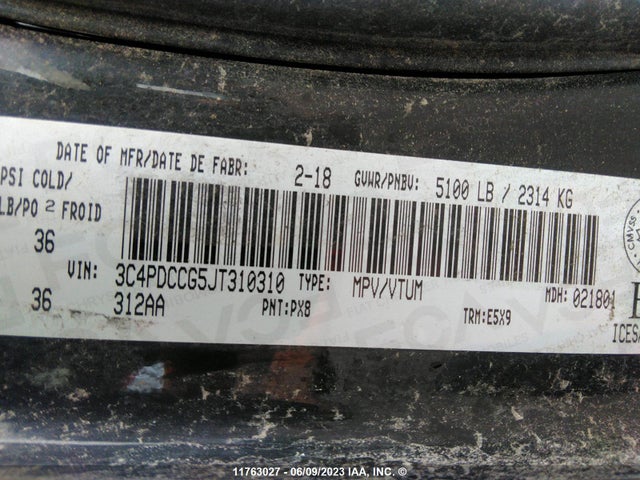 DATE OF MFR/DATE DE FABR: 2-18 GVWR/PNBV: 5100 LB / 2314 KG
PSI COLD/
LB/PO 2 FROID
36
VIN: 3C4PDCCG5JT310310 TYPE: MPV/VTUM MDH: 021801
36 312AA PNT:PX8 TRM:E5X9
CMVSS
11763027 - 06/09/2023 IAA, INC. ©